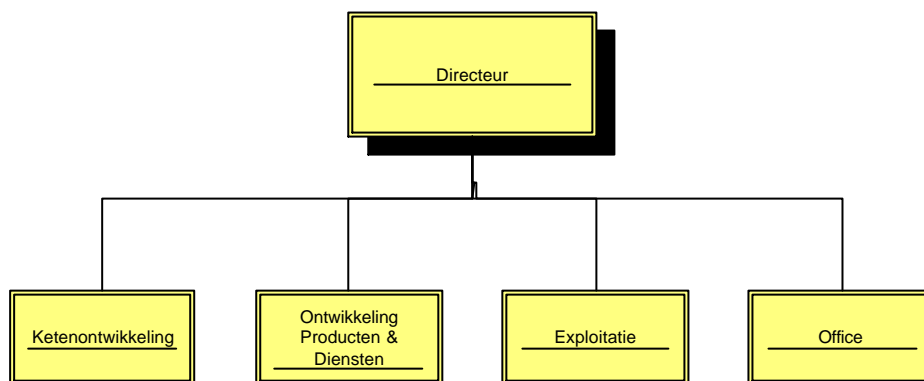 Directeur
Ketenontwikkeling
Ontwikkeling
Producten &
Diensten
Exploitatie
Office